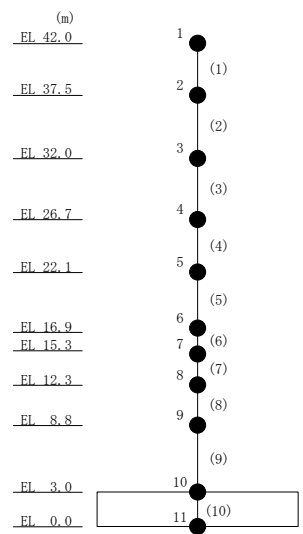 (m)
EL 42.0
1
(1)
EL 37.5
2
(2)
EL 32.0
3
(3)
EL 26.7
4
(4)
EL 22.1
5
(5)
EL 16.9
6
(6)
EL 15.3
7
(7)
EL 12.3
8
(8)
EL 8.8
9
(9)
EL 3.0
10
(10)
EL 0.0
11